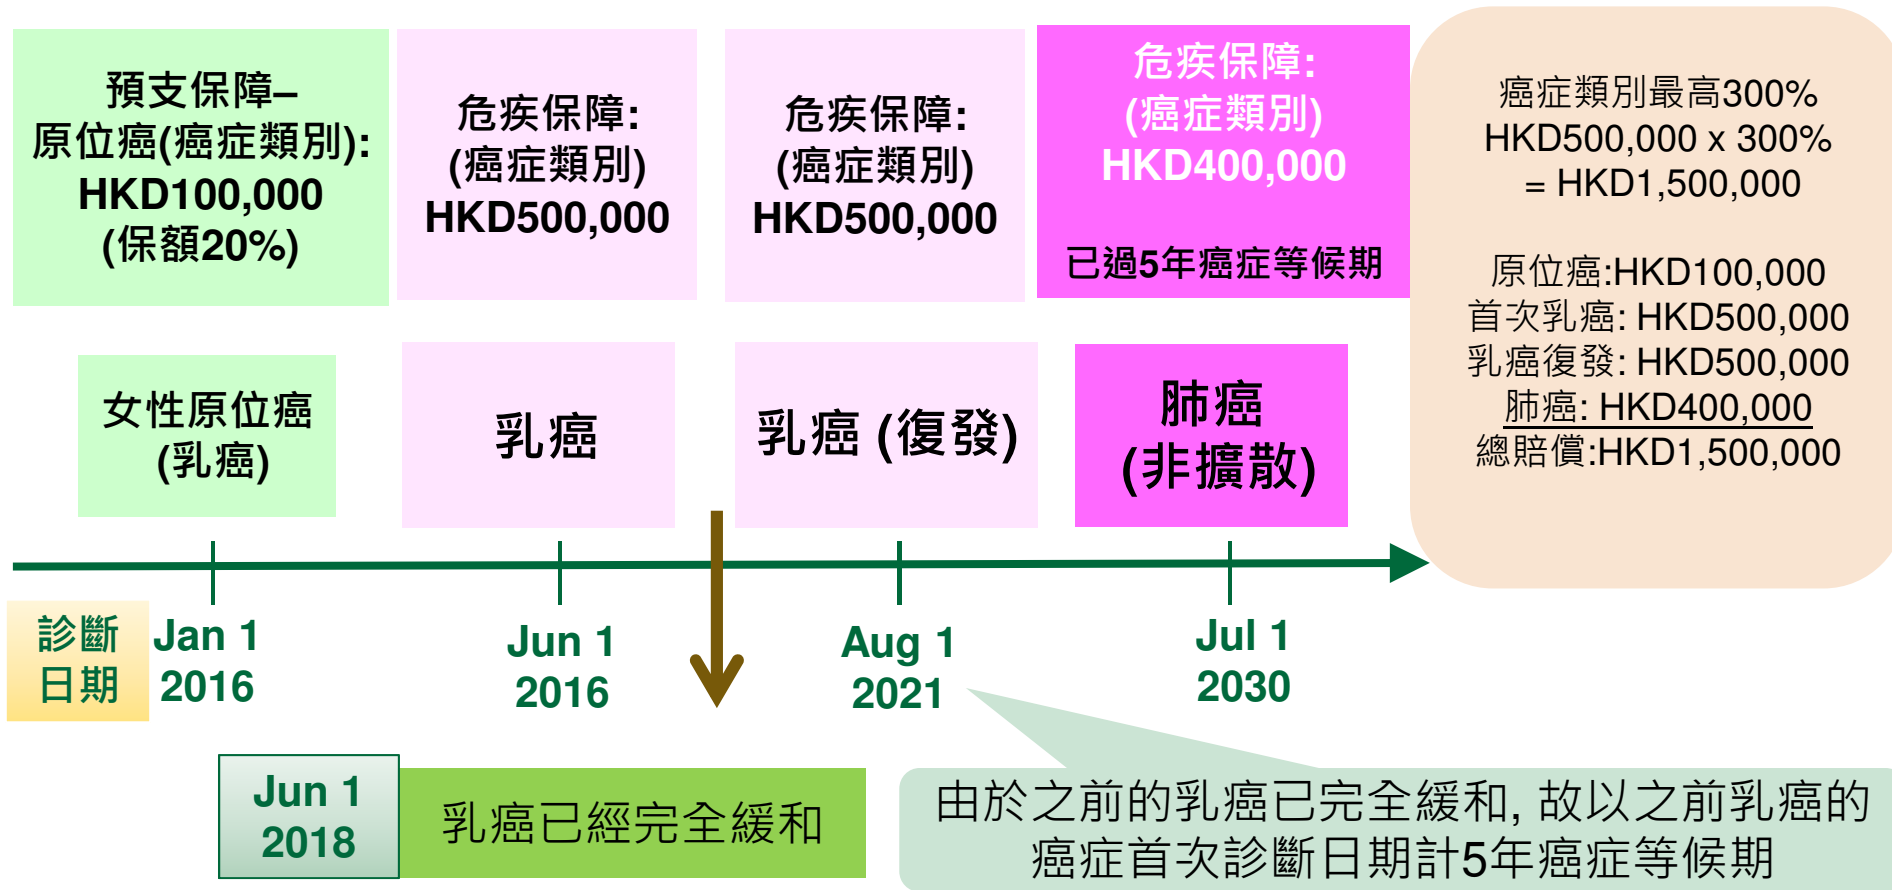 預支保障–
原位癌(癌症類別):
HKD100,000
(保額20%)
危疾保障:
(癌症類別)
HKD500,000
危疾保障:
(癌症類別)
HKD500,000
危疾保障:
(癌症類別)
HKD400,000
已過5年癌症等候期
癌症類別最高300%
HKD500,000 x 300%
= HKD1,500,000
原位癌:HKD100,000
首次乳癌: HKD500,000
乳癌復發: HKD500,000
肺癌: HKD400,000
總賠償:HKD1,500,000
女性原位癌
(乳癌)
乳癌
乳癌 (復發)
肺癌
(非擴散)
診斷
日期
Jan 1
2016
Jun 1
2016
Aug 1
2021
Jul 1
2030
Jun 1
2018
乳癌已經完全緩和
由於之前的乳癌已完全緩和, 故以之前乳癌的
癌症首次診斷日期計5年癌症等候期